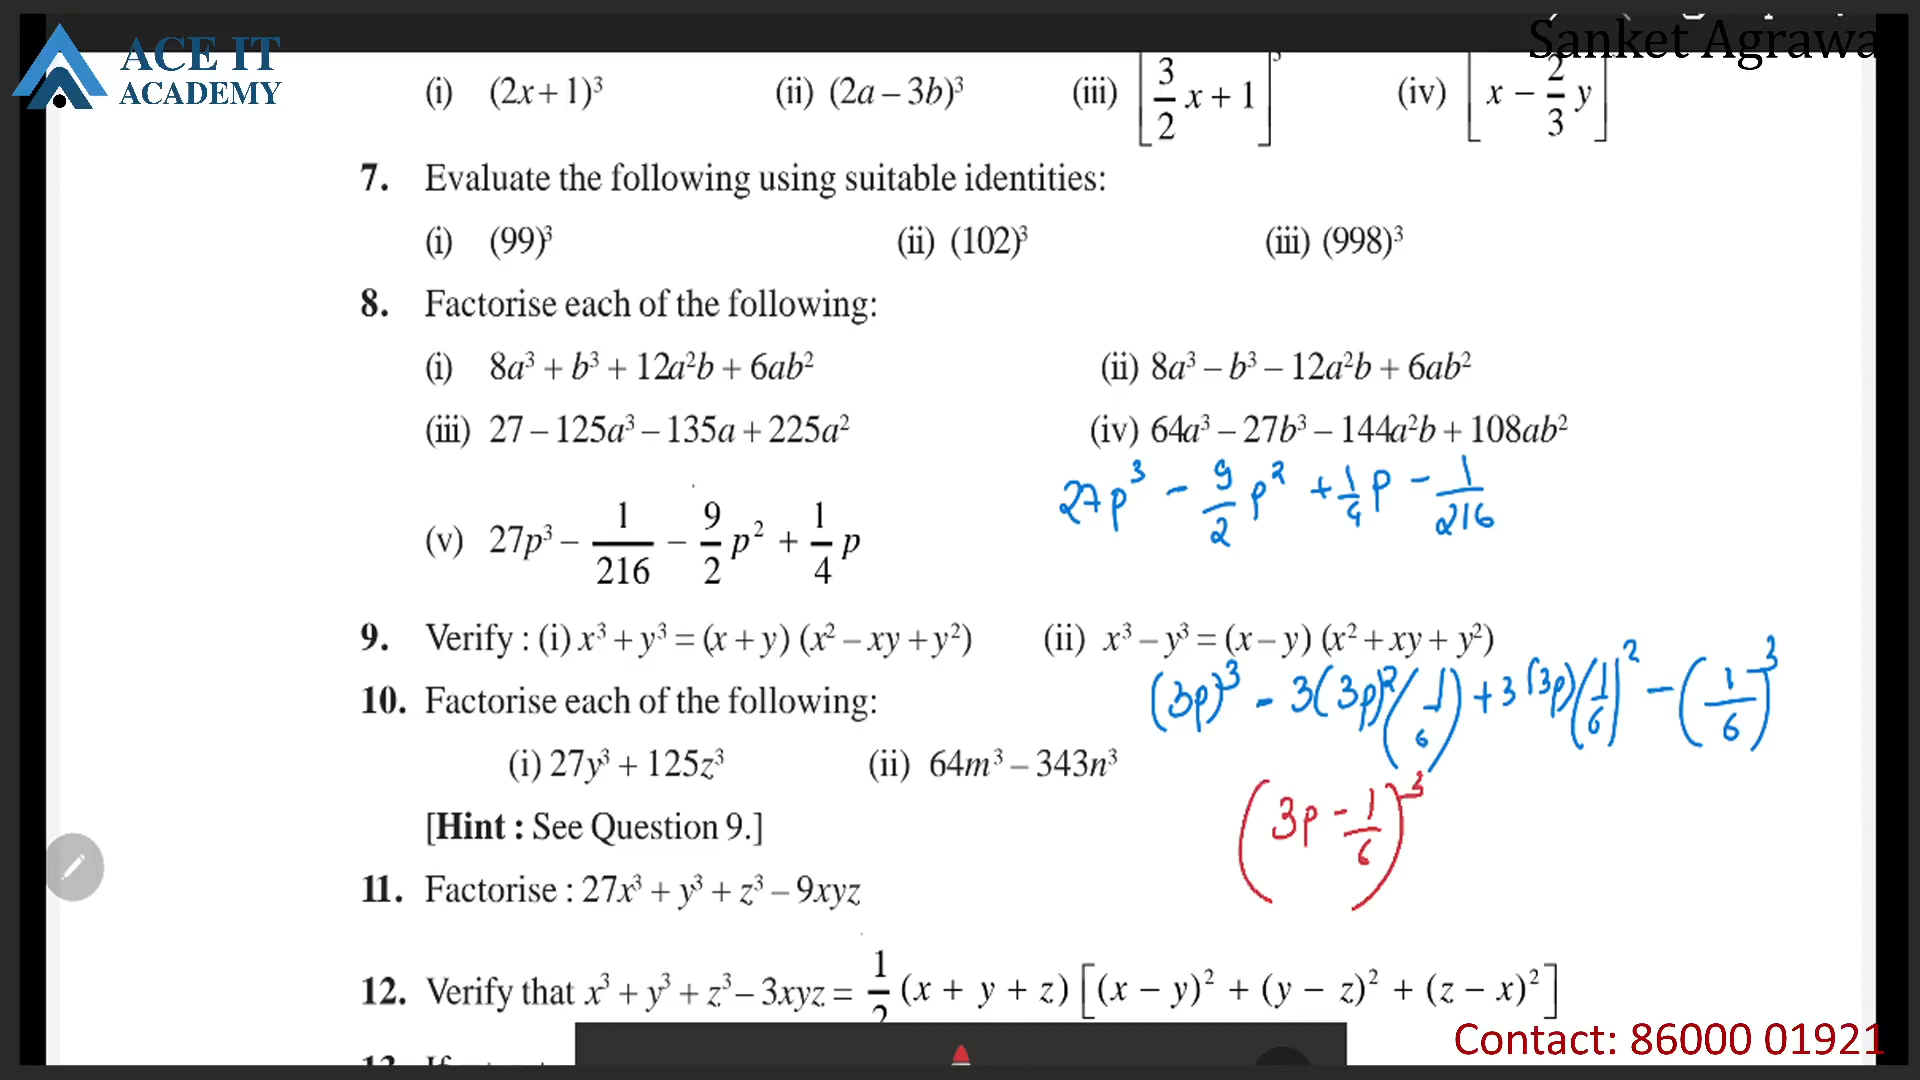 ACE IT
ACADEMY
Sanket Agrawa
(i) (2x + 1)³ (ii) (2a – 3b)³ (iii) [3/2 x + 1]³ (iv) [x – 2/3 y]
7. Evaluate the following using suitable identities:
(i) (99)³ (ii) (102)³ (iii) (998)³
8. Factorise each of the following:
(i) 8a³ + b³ + 12a²b + 6ab² (ii) 8a³ – b³ – 12a²b + 6ab²
(iii) 27 – 125a³ – 135a + 225a² (iv) 64a³ – 27b³ – 144a²b + 108ab²
27p³ - 9/2 p² + 1/4 p - 1/216
(v) 27p³ – 1/216 – 9/2 p² + 1/4 p
9. Verify : (i) x³ + y³ = (x + y) (x² – xy + y²) (ii) x³ – y³ = (x – y) (x² + xy + y²)
(3p)³ - 3(3p)²(1/6) + 3(3p)(1/6)² - (1/6)³
10. Factorise each of the following:
(i) 27y³ + 125z³ (ii) 64m³ – 343n³
(3p - 1/6)³
[Hint : See Question 9.]
11. Factorise : 27x³ + y³ + z³ – 9xyz
12. Verify that x³ + y³ + z³ – 3xyz = 1/2 (x + y + z) [(x – y)² + (y – z)² + (z – x)²]
Contact: 86000 01921